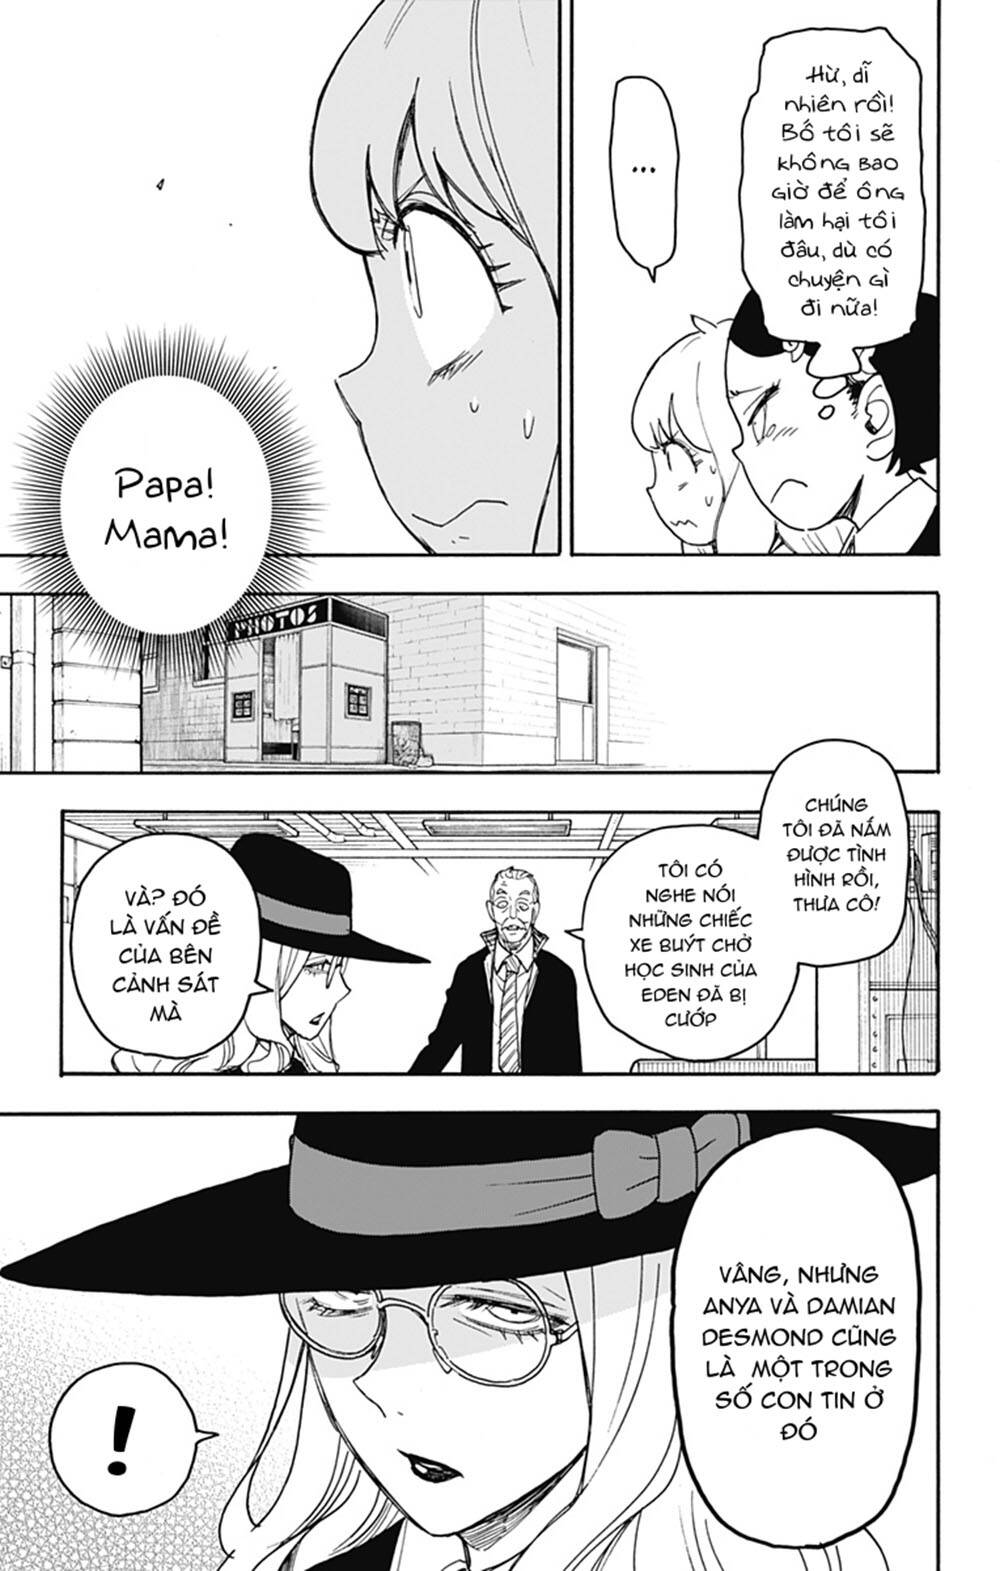 Hừ, dĩ
nhiên rồi!
Bố tôi sẽ
không bao
giờ để ông
làm hại tôi
đâu, dù có
chuyện gì
đi nữa!
...
Papa!
Mama!
PHOTOS
CHÚNG
TÔI ĐÃ NẮM
ĐƯỢC TÌNH
HÌNH RỒI,
THƯA CÔ!
TÔI CÓ
NGHE NÓI
NHỮNG CHIẾC
XE BUÝT CHỞ
HỌC SINH CỦA
EDEN ĐÃ BỊ
CƯỚP
VÀ? ĐÓ
LÀ VẤN ĐỀ
CỦA BÊN
CẢNH SÁT
MÀ
VÂNG, NHƯNG
ANYA VÀ DAMIAN
DESMOND CŨNG
LÀ MỘT TRONG
SỐ CON TIN Ở
ĐÓ
!